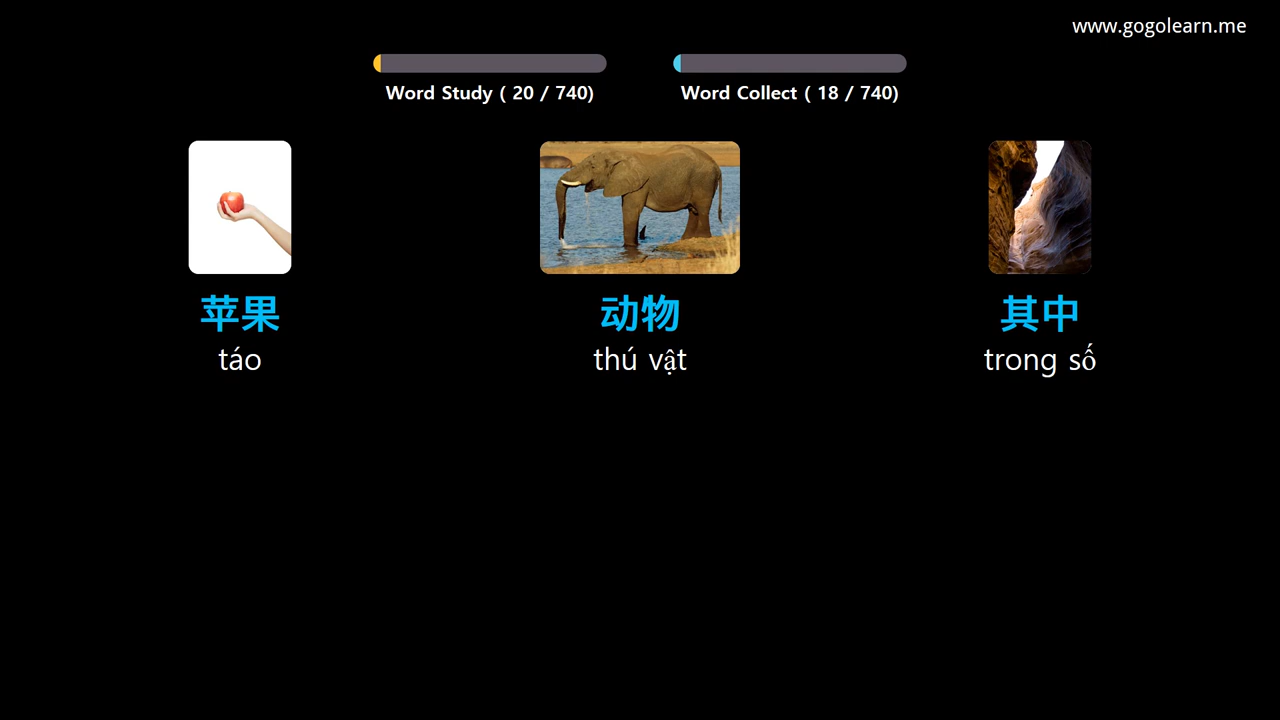 www.gogolearn.me
Word Study ( 20 / 740)
Word Collect ( 18 / 740)
苹果
动物
其中
táo
thú vật
trong số